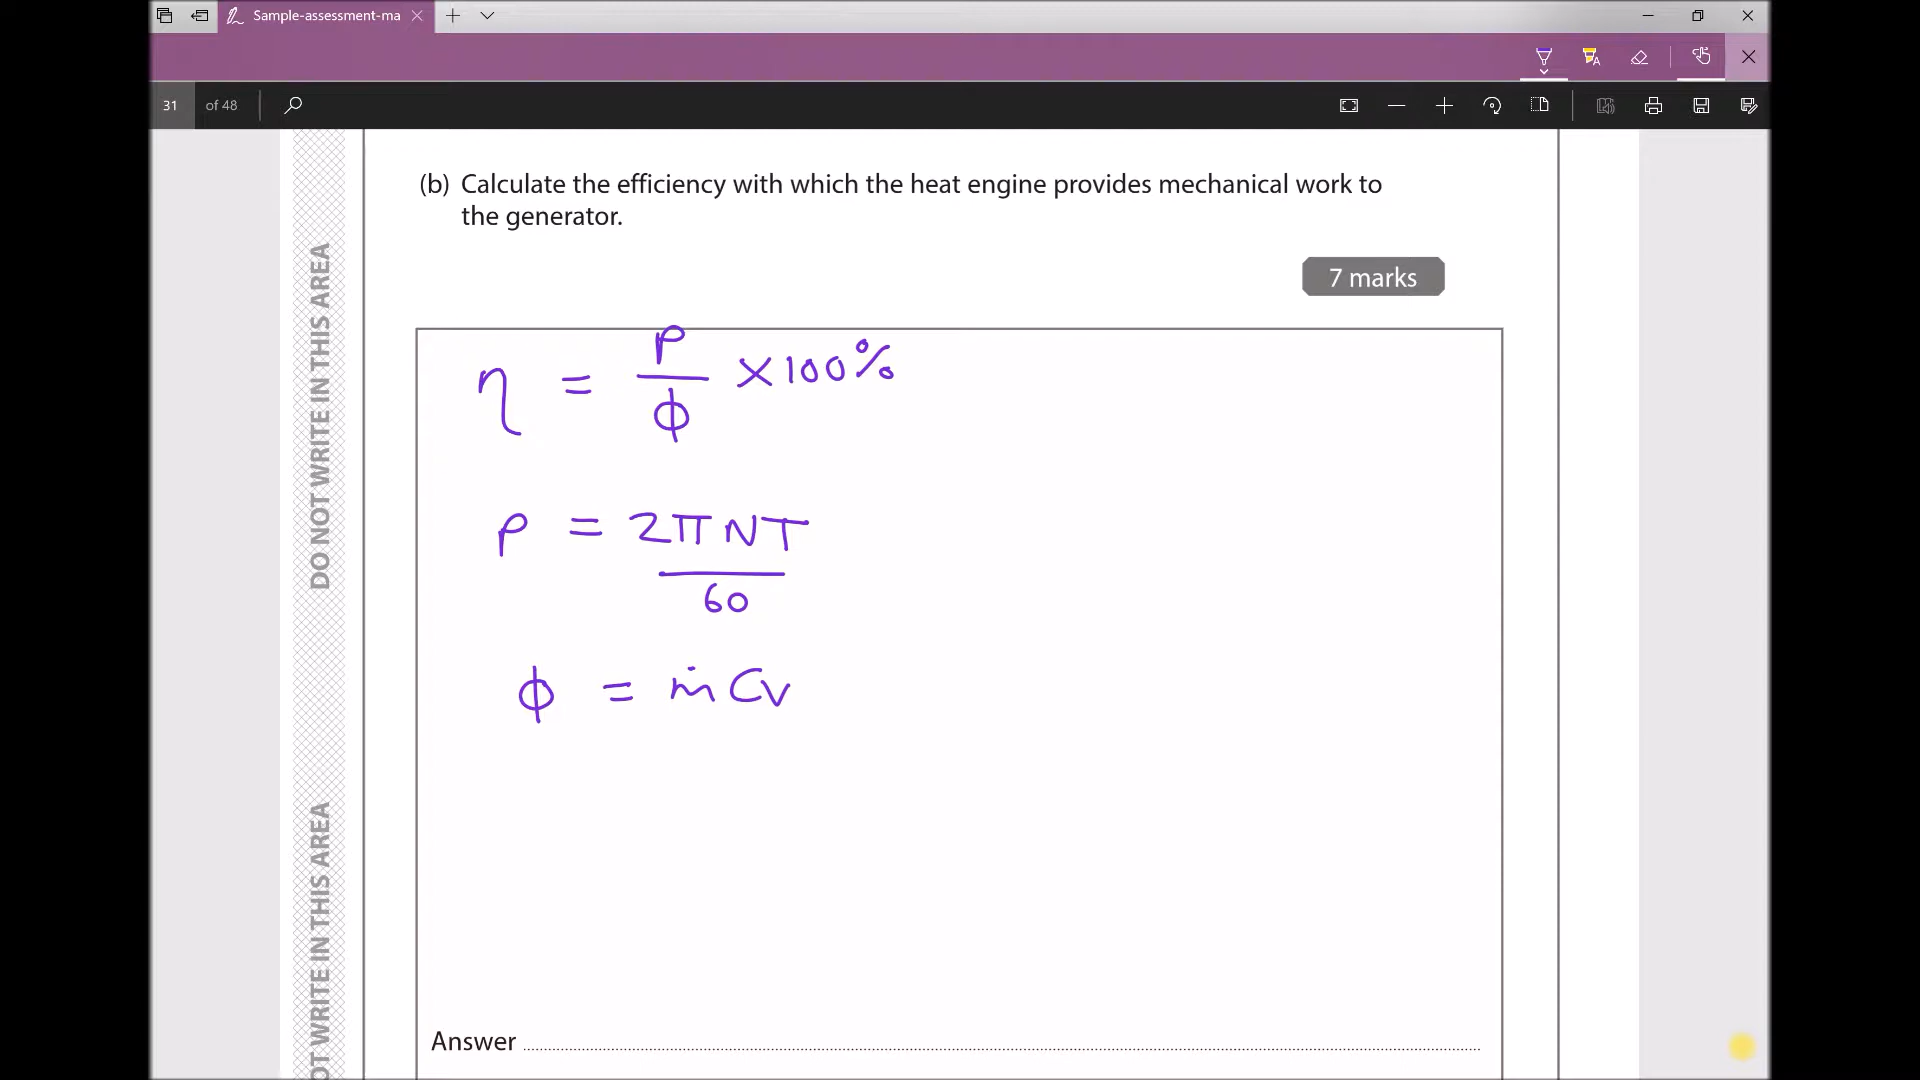 Sample-assessment-ma
31 of 48
(b) Calculate the efficiency with which the heat engine provides mechanical work to
the generator.
7 marks
η = P/ϕ ×100%
P = 2πNT/60
ϕ = ṁ Cv
Answer
DO NOT WRITE IN THIS AREA
OT WRITE IN THIS AREA